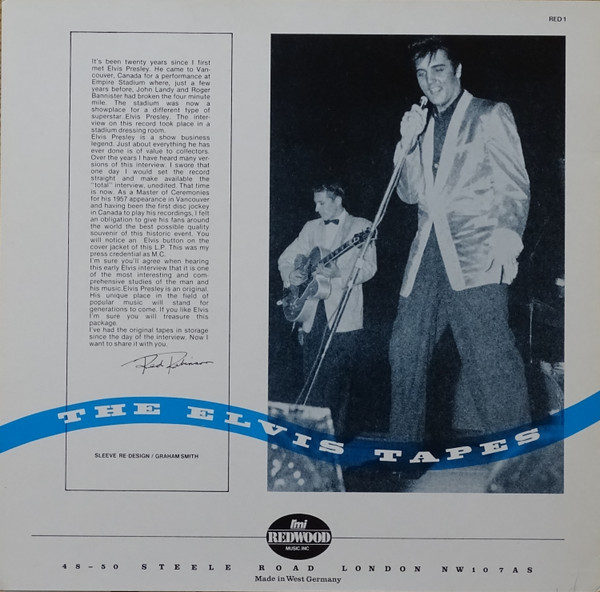 RED 1
It's been twenty years since I first
met Elvis Presley. He came to Van-
couver, Canada for a performance at
Empire Stadium where, just a few
years before, John Landy and Roger
Bannister had broken the four minute
mile. The stadium was now a
showplace for a different type of
superstar..Elvis Presley. The inter-
view on this record took place in a
stadium dressing room.
Elvis Presley is a show business
legend. Just about everything he has
ever done is of value to collectors.
Over the years I have heard many ver-
sions of this interview. I swore that
one day I would set the record
straight and make available the
"total" interview, unedited. That time
is now. As a Master of Ceremonies
for his 1957 appearance in Vancouver
and having been the first disc jockey
in Canada to play his recordings, I felt
an obligation to give his fans around
the world the best possible quality
souvenir of this historic event. You
will notice an Elvis button on the
cover jacket of this L.P. This was my
press credential as M.C.
I'm sure you'll agree when hearing
this early Elvis interview that it is one
of the most interesting and com-
prehensive studies of the man and
his music.Elvis Presley is an original.
His unique place in the field of
popular music will stand for
generations to come. If you like Elvis
I'm sure you will treasure this
package.
I've had the original tapes in storage
since the day of the interview. Now I
want to share it with you.
Red Robinson
THE ELVIS TAPES
SLEEVE RE DESIGN / GRAHAM SMITH
I'mi
REDWOOD
MUSIC.INC
48-50 STEELE ROAD LONDON NW107AS
Made in West Germany